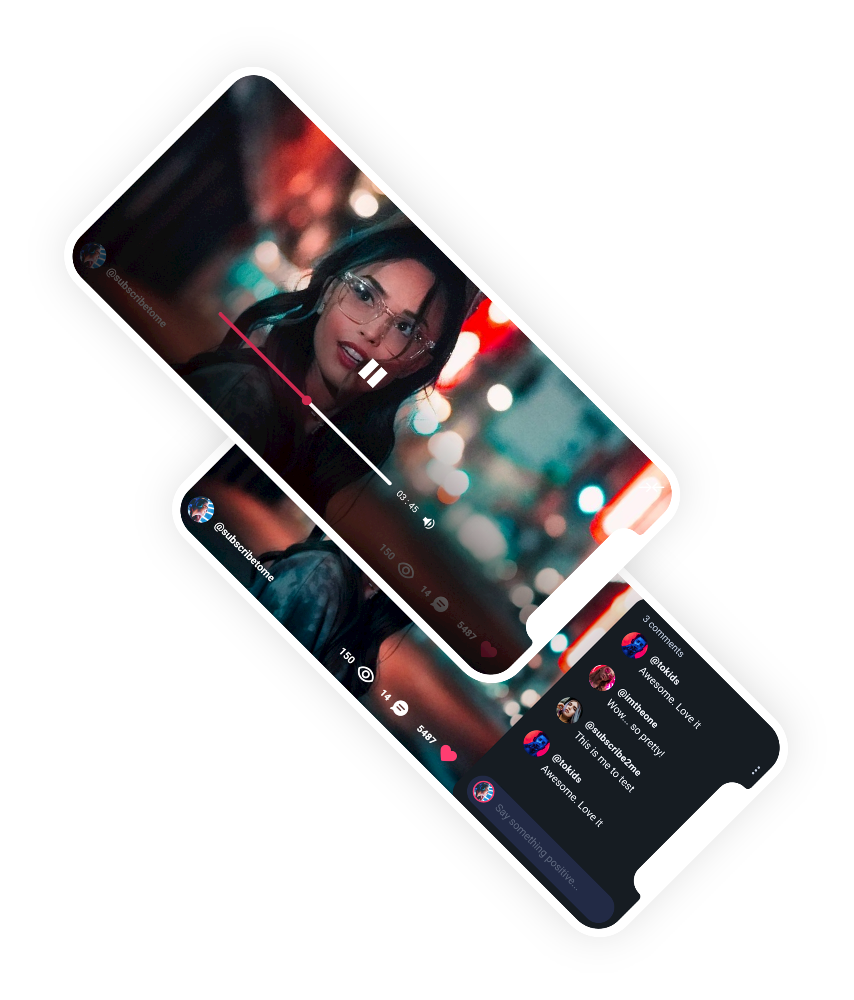 @subscribetome
03:45
150
14
5487
@subscribetome
150
14
5487
3 comments
@tokids
Awesome. Love it
@imtheone
Wow... so pretty!
@subscribe2me
This is me to test
@tokids
Awesome. Love it
Say something positive...